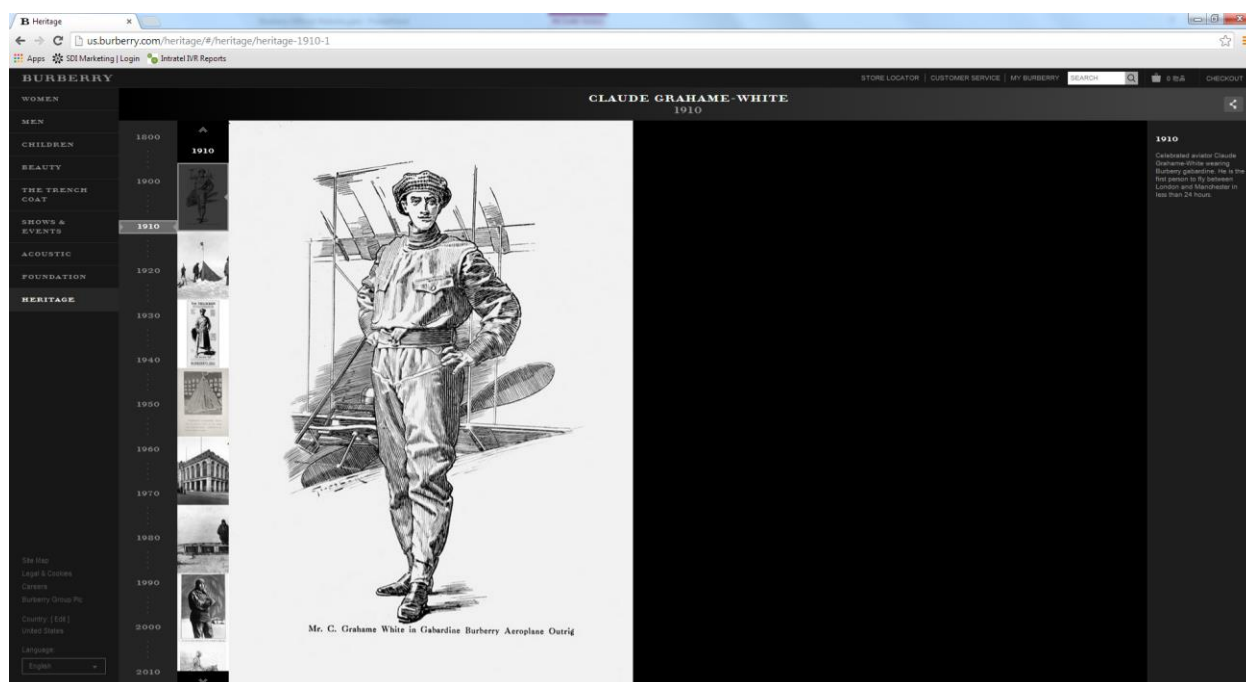 B Heritage
us.burberry.com/heritage/#/heritage/heritage-1910-1
Apps SDI Marketing | Login Intratel IVR Reports
BURBERRY
STORE LOCATOR | CUSTOMER SERVICE | MY BURBERRY SEARCH 0 CHECKOUT
WOMEN
MEN
CHILDREN
BEAUTY
THE TRENCH
COAT
SHOWS &
EVENTS
ACOUSTIC
FOUNDATION
HERITAGE
Site Map
Legal & Cookies
Careers
Burberry Group Plc
Country: [ Edit ]
United States
Language:
English
CLAUDE GRAHAME-WHITE
1910
1800
1900
1910
1920
1930
1940
1950
1960
1970
1980
1990
2000
2010
1910
Mr. C. Grahame White in Gabardine Burberry Aeroplane Outrig
1910
Celebrated aviator Claude
Grahame-White wearing
Burberry gabardine. He is the
first person to fly between
London and Manchester in
less than 24 hours.